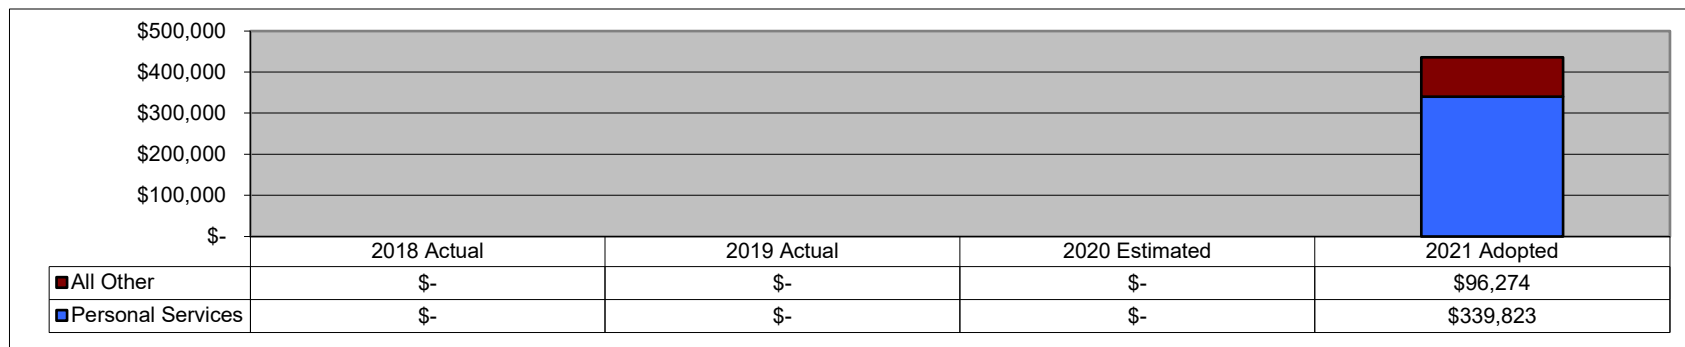 $500,000
$400,000
$300,000
$200,000
$100,000
$-
2018 Actual 2019 Actual 2020 Estimated 2021 Adopted
All Other $- $- $- $96,274
Personal Services $- $- $- $339,823